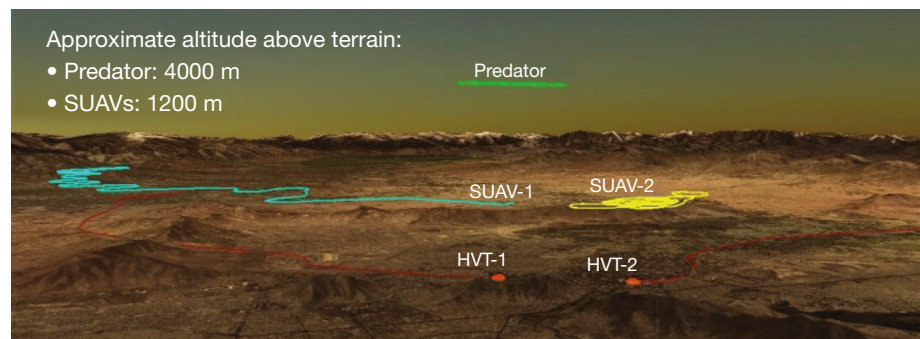 Approximate altitude above terrain:
• Predator: 4000 m
• SUAVs: 1200 m
Predator
SUAV-1
SUAV-2
HVT-1
HVT-2